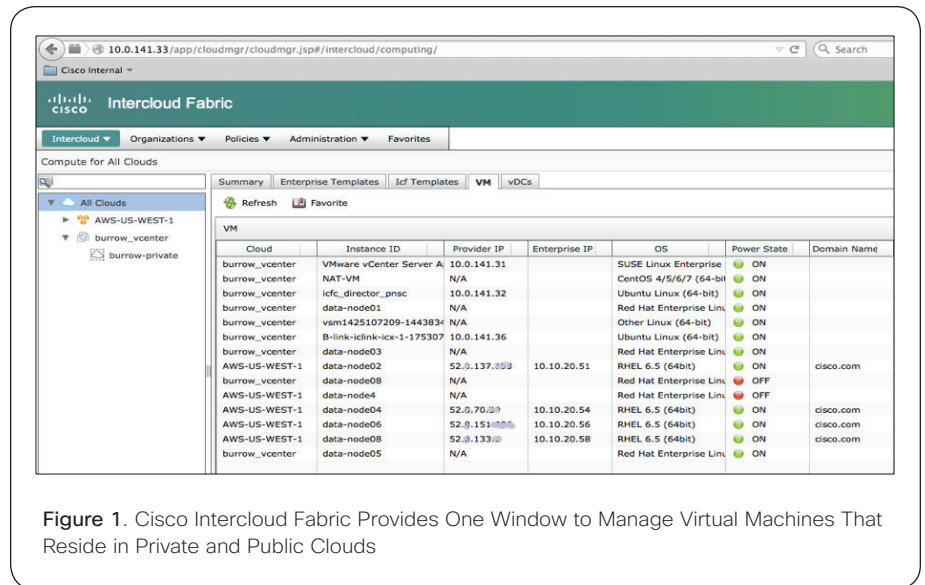 10.0.141.33/app/cloudmgr/cloudmgr.jsp#/intercloud/computing/ Search
Cisco Internal
CISCO Intercloud Fabric
Intercloud Organizations Policies Administration Favorites
Compute for All Clouds
Summary Enterprise Templates Icf Templates VM vDCs
All Clouds
AWS-US-WEST-1
burrow_vcenter
burrow-private
Refresh Favorite
VM
Cloud Instance ID Provider IP Enterprise IP OS Power State Domain Name
burrow_vcenter VMware vCenter Server A 10.0.141.31 SUSE Linux Enterprise ON
burrow_vcenter NAT-VM N/A CentOS 4/5/6/7 (64-bit ON
burrow_vcenter icfc_director_pnsc 10.0.141.32 Ubuntu Linux (64-bit) ON
burrow_vcenter data-node01 N/A Red Hat Enterprise Linu ON
burrow_vcenter vsm1425107209-1443834 N/A Other Linux (64-bit) ON
burrow_vcenter B-link-iclink-icx-1-175307 10.0.141.36 Ubuntu Linux (64-bit) ON
burrow_vcenter data-node03 N/A Red Hat Enterprise Linu ON
AWS-US-WEST-1 data-node02 10.10.20.51 RHEL 6.5 (64bit) ON cisco.com
burrow_vcenter data-node08 N/A Red Hat Enterprise Linu OFF
AWS-US-WEST-1 data-node4 N/A Red Hat Enterprise Linu OFF
AWS-US-WEST-1 data-node04 10.10.20.54 RHEL 6.5 (64bit) ON cisco.com
AWS-US-WEST-1 data-node06 10.10.20.56 RHEL 6.5 (64bit) ON cisco.com
AWS-US-WEST-1 data-node08 10.10.20.58 RHEL 6.5 (64bit) ON cisco.com
burrow_vcenter data-node05 N/A Red Hat Enterprise Linu ON
Figure 1. Cisco Intercloud Fabric Provides One Window to Manage Virtual Machines That
Reside in Private and Public Clouds